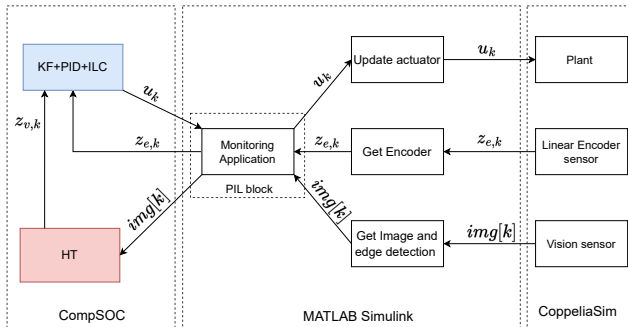 KF+PID+ILC
Update actuator
Plant
Monitoring
Application
Get Encoder
Linear Encoder
sensor
PIL block
HT
Get Image and
edge detection
Vision sensor
u_k
u_k
u_k
z_{v,k}
z_{e,k}
z_{e,k}
z_{e,k}
img[k]
img[k]
img[k]
CompSOC
MATLAB Simulink
CoppeliaSim